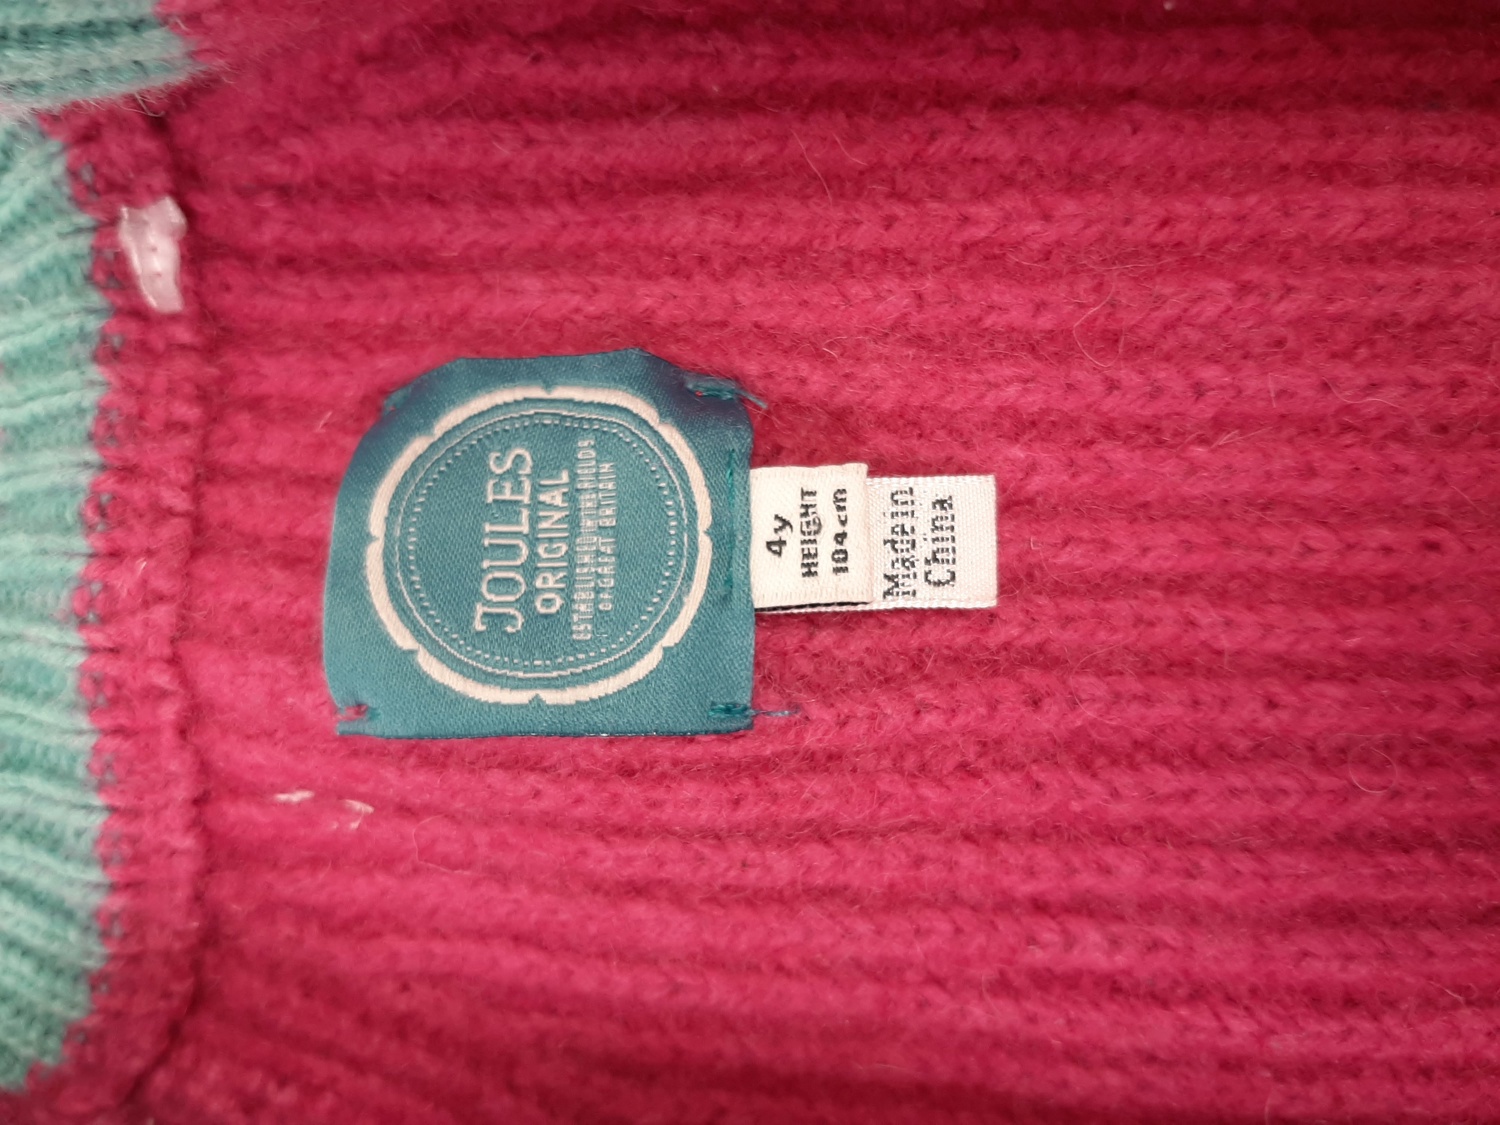 JOULES
ORIGINAL
ESTABLISHED IN THE FIELDS
OF GREAT BRITAIN
4y
HEIGHT
104cm
Made in
China